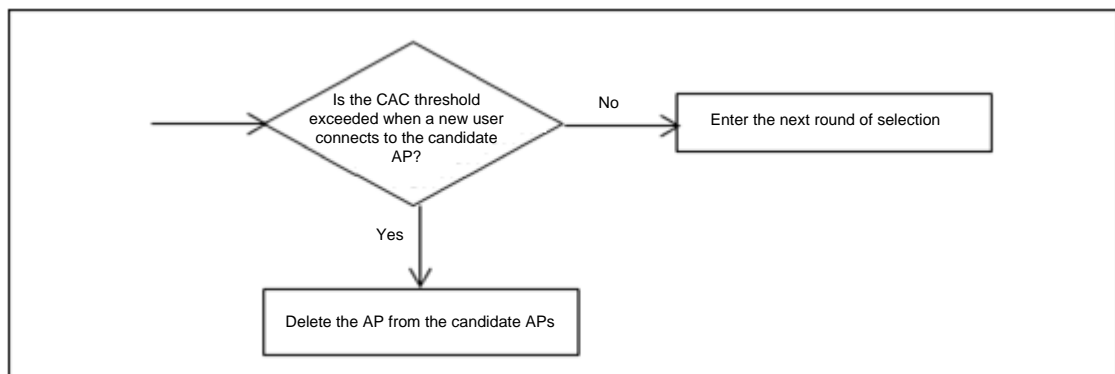 Is the CAC threshold
exceeded when a new user
connects to the candidate
AP?
No
Enter the next round of selection
Yes
Delete the AP from the candidate APs